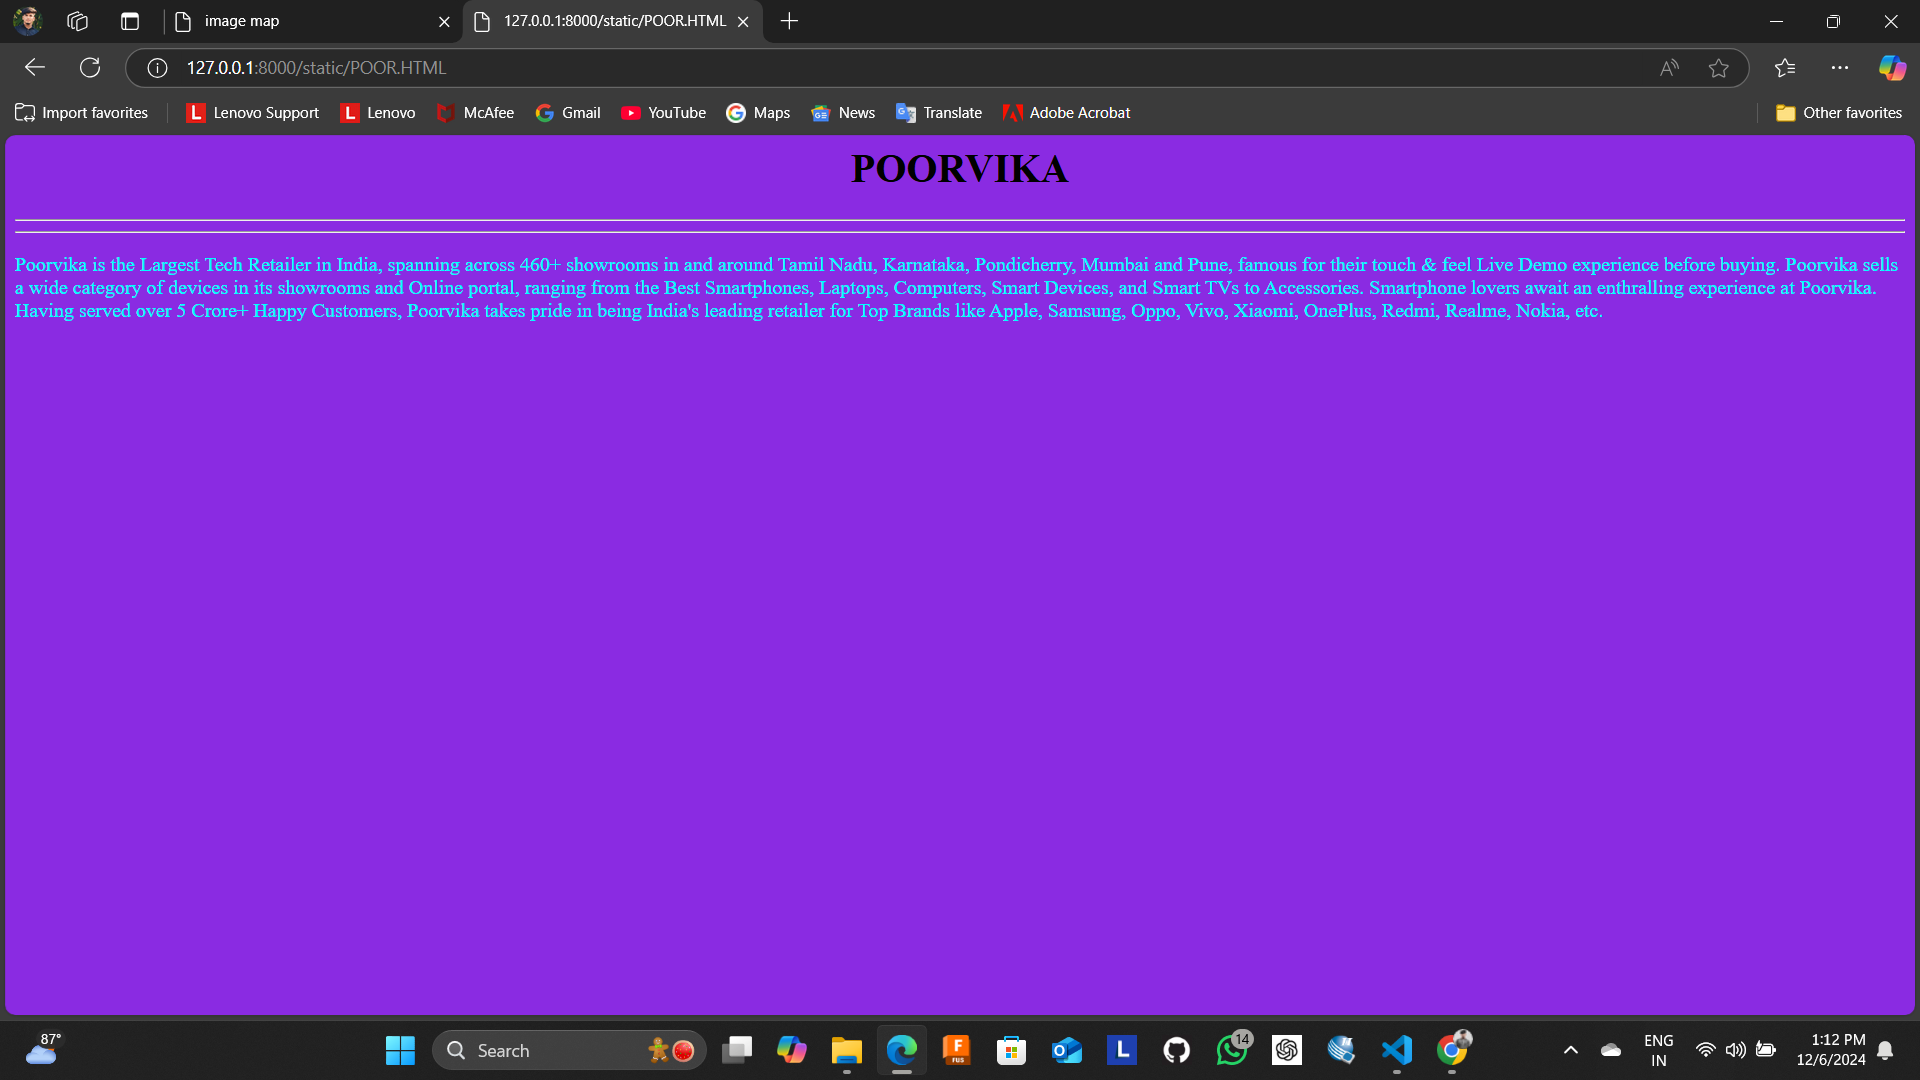 image map
127.0.0.1:8000/static/POOR.HTML
127.0.0.1:8000/static/POOR.HTML
Import favorites
Lenovo Support
Lenovo
McAfee
Gmail
YouTube
Maps
News
Translate
Adobe Acrobat
Other favorites
POORVIKA
Poorvika is the Largest Tech Retailer in India, spanning across 460+ showrooms in and around Tamil Nadu, Karnataka, Pondicherry, Mumbai and Pune, famous for their touch & feel Live Demo experience before buying. Poorvika sells
a wide category of devices in its showrooms and Online portal, ranging from the Best Smartphones, Laptops, Computers, Smart Devices, and Smart TVs to Accessories. Smartphone lovers await an enthralling experience at Poorvika.
Having served over 5 Crore+ Happy Customers, Poorvika takes pride in being India's leading retailer for Top Brands like Apple, Samsung, Oppo, Vivo, Xiaomi, OnePlus, Redmi, Realme, Nokia, etc.
87°
Search
F
FUS
L
14
ENG
IN
1:12 PM
12/6/2024